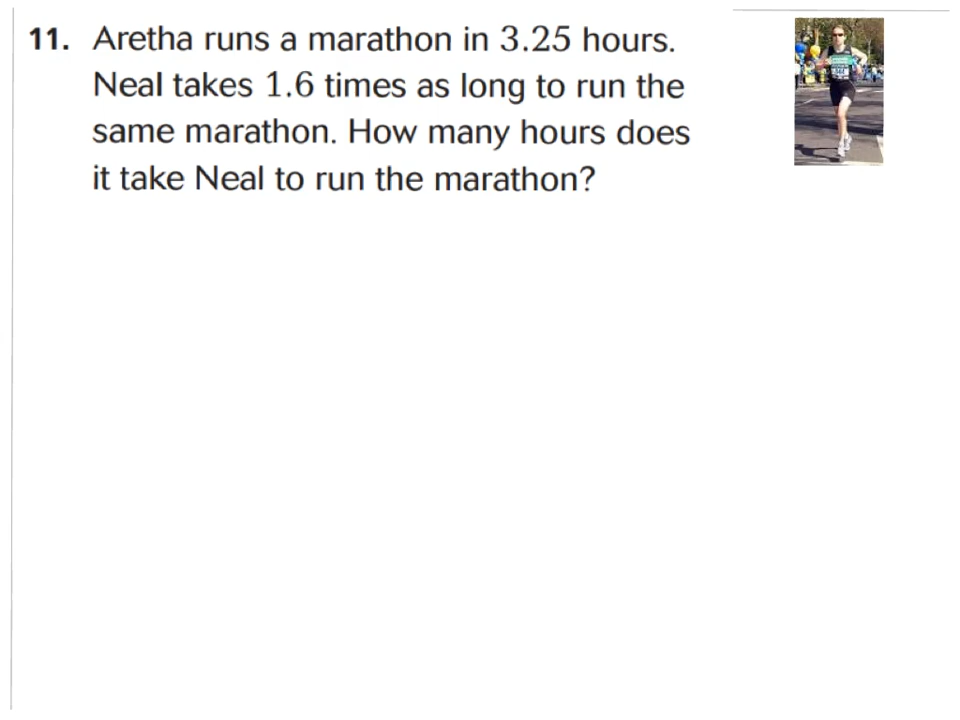 11. Aretha runs a marathon in 3.25 hours.
Neal takes 1.6 times as long to run the
same marathon. How many hours does
it take Neal to run the marathon?